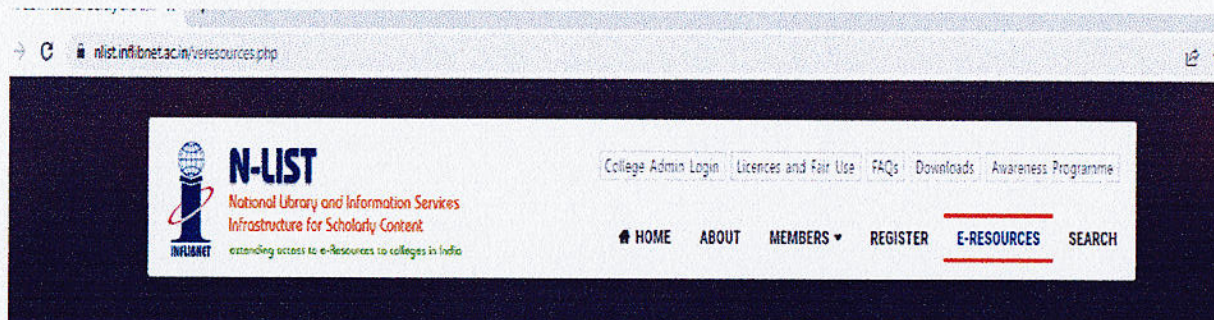 nlist.inflibnet.ac.in/veresources.php
N-LIST
National Library and Information Services
Infrastructure for Scholarly Content
extending access to e-Resources to colleges in India
INFLIBNET
College Admin Login Licences and Fair Use FAQs Downloads Awareness Programme
HOME ABOUT MEMBERS REGISTER E-RESOURCES SEARCH